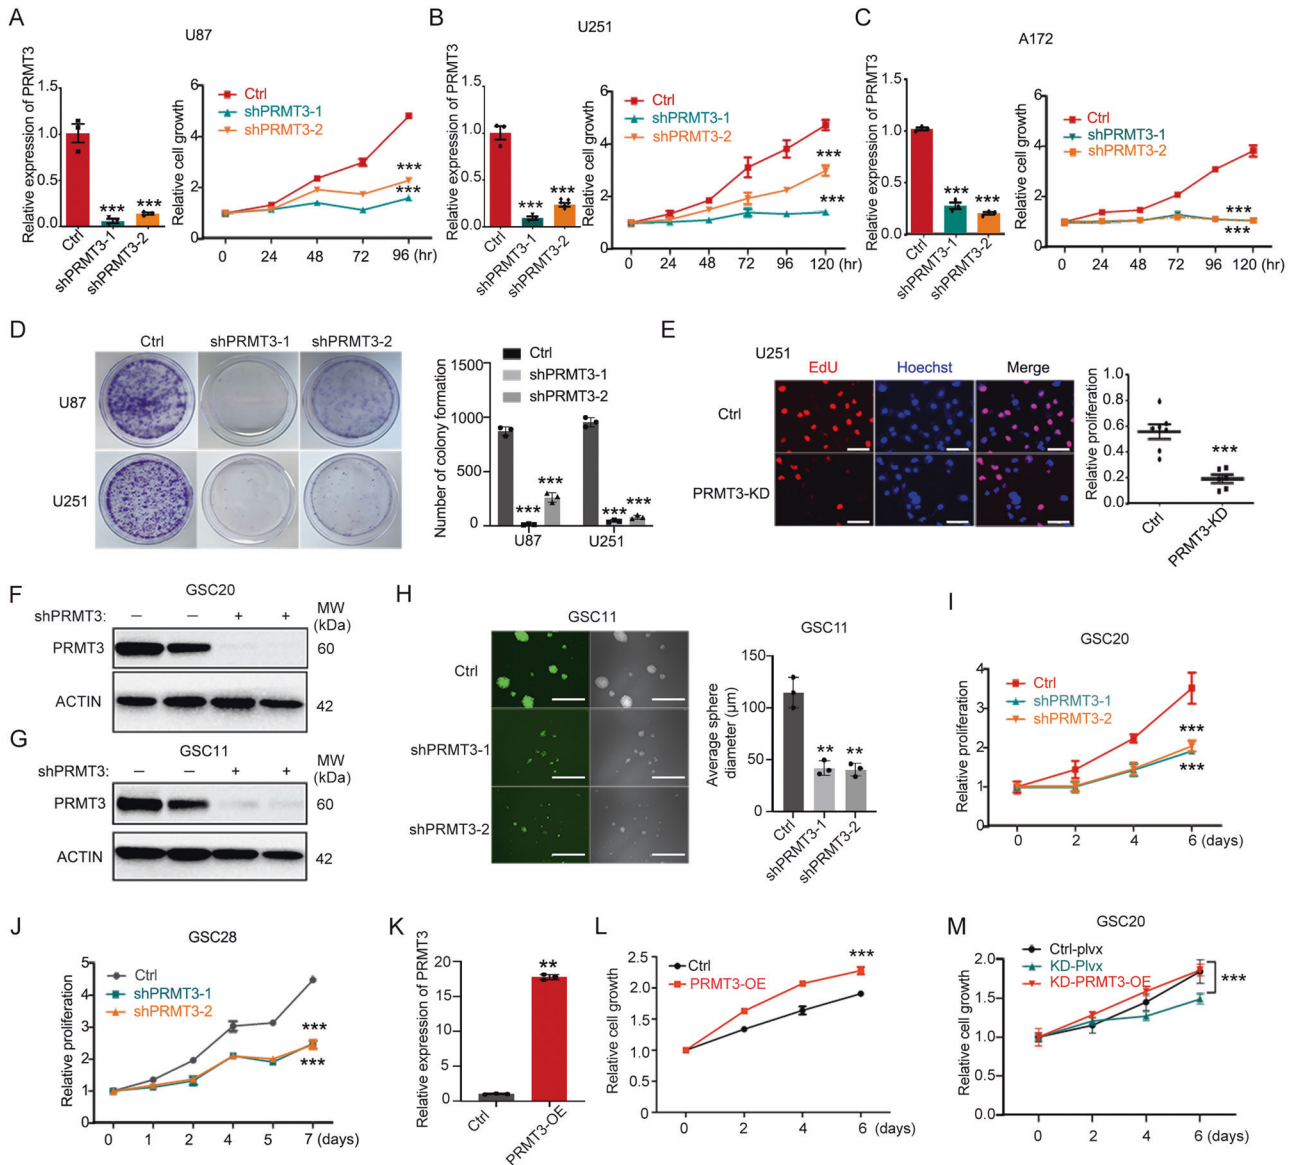 A
U87
Relative expression of PRMT3
1.5
1.0
0.5
0.0
***
***
Ctrl
shPRMT3-1
shPRMT3-2
Relative cell growth
6
4
2
0
Ctrl
shPRMT3-1
shPRMT3-2
***
***
0 24 48 72 96 (hr)
B
U251
Relative expression of PRMT3
1.5
1.0
0.5
0.0
***
***
Ctrl
shPRMT3-1
shPRMT3-2
Relative cell growth
6
4
2
0
Ctrl
shPRMT3-1
shPRMT3-2
***
***
0 24 48 72 96 120 (hr)
C
A172
Relative expression of PRMT3
1.5
1.0
0.5
0.0
***
***
Ctrl
shPRMT3-1
shPRMT3-2
Relative cell growth
6
4
2
0
Ctrl
shPRMT3-1
shPRMT3-2
***
***
0 24 48 72 96 120 (hr)
D
Ctrl shPRMT3-1 shPRMT3-2
U87
U251
Number of colony formation
1500
1000
500
0
Ctrl
shPRMT3-1
shPRMT3-2
***
***
***
***
U87 U251
E
U251
EdU Hoechst Merge
Ctrl
PRMT3-KD
Relative proliferation
1.0
0.8
0.6
0.4
0.2
0.0
***
Ctrl
PRMT3-KD
F
GSC20
shPRMT3: – – + +
MW
(kDa)
PRMT3 60
ACTIN 42
G
GSC11
shPRMT3: – – + +
MW
(kDa)
PRMT3 60
ACTIN 42
H
GSC11
Ctrl
shPRMT3-1
shPRMT3-2
GSC11
Average sphere
diameter (μm)
150
100
50
0
** **
Ctrl
shPRMT3-1
shPRMT3-2
I
GSC20
Relative proliferation
4
3
2
1
0
Ctrl
shPRMT3-1
shPRMT3-2
***
***
0 2 4 6 (days)
J
GSC28
Relative proliferation
5
4
3
2
1
0
Ctrl
shPRMT3-1
shPRMT3-2
***
***
0 1 2 4 5 7 (days)
K
Relative expression of PRMT3
20
15
10
5
0
**
Ctrl
PRMT3-OE
L
Relative cell growth
2.5
2.0
1.5
1.0
0.5
0.0
Ctrl
PRMT3-OE
***
0 2 4 6 (days)
M
GSC20
Relative cell growth
2.0
1.5
1.0
0.5
0.0
Ctrl-plvx
KD-Plvx
KD-PRMT3-OE
***
0 2 4 6 (days)